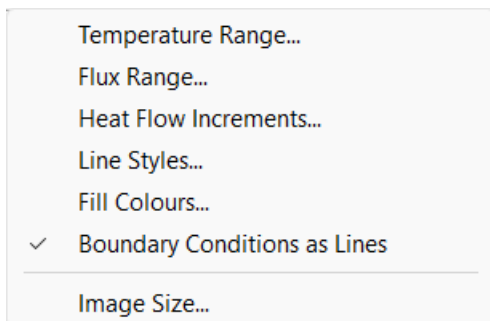 Temperature Range...
Flux Range...
Heat Flow Increments...
Line Styles...
Fill Colours...
Boundary Conditions as Lines
Image Size...